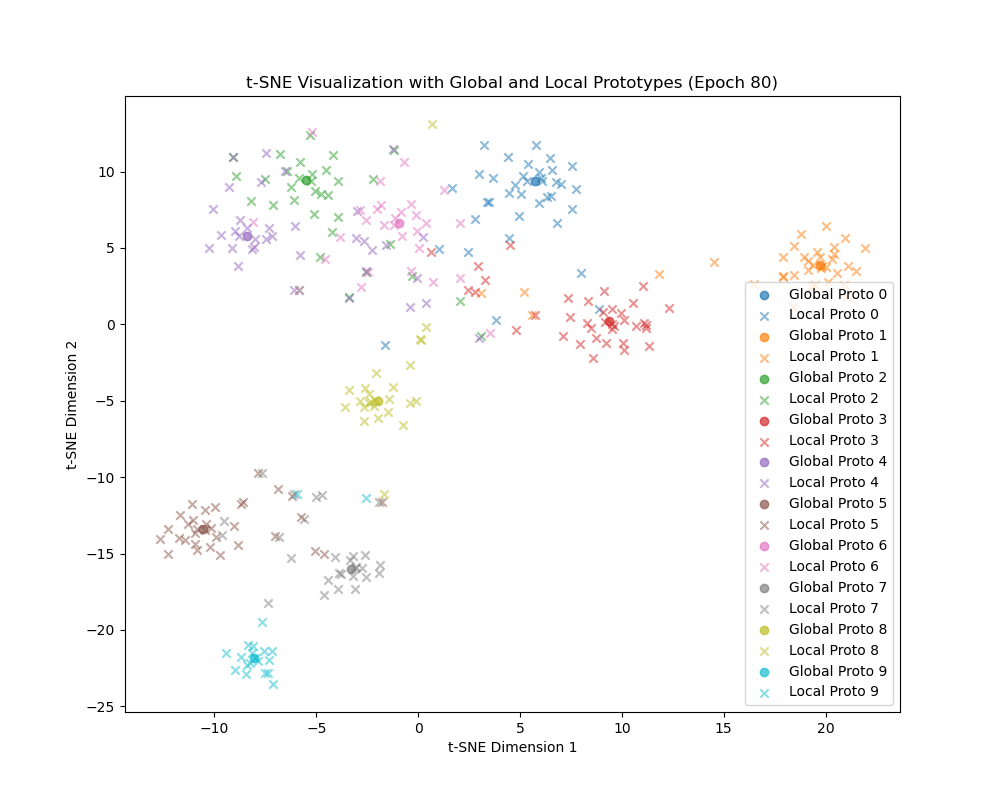 t-SNE Visualization with Global and Local Prototypes (Epoch 80)
t-SNE Dimension 2
10
5
0
−5
−10
−15
−20
−25
Global Proto 0
Local Proto 0
Global Proto 1
Local Proto 1
Global Proto 2
Local Proto 2
Global Proto 3
Local Proto 3
Global Proto 4
Local Proto 4
Global Proto 5
Local Proto 5
Global Proto 6
Local Proto 6
Global Proto 7
Local Proto 7
Global Proto 8
Local Proto 8
Global Proto 9
Local Proto 9
−10 −5 0 5 10 15 20
t-SNE Dimension 1